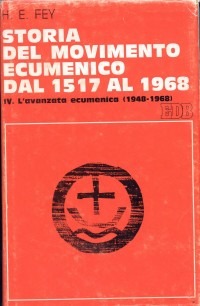 H. E. FEY
STORIA
DEL MOVIMENTO
ECUMENICO
DAL 1517 AL 1968
IV. L'avanzata ecumenica (1948-1968)
EDB